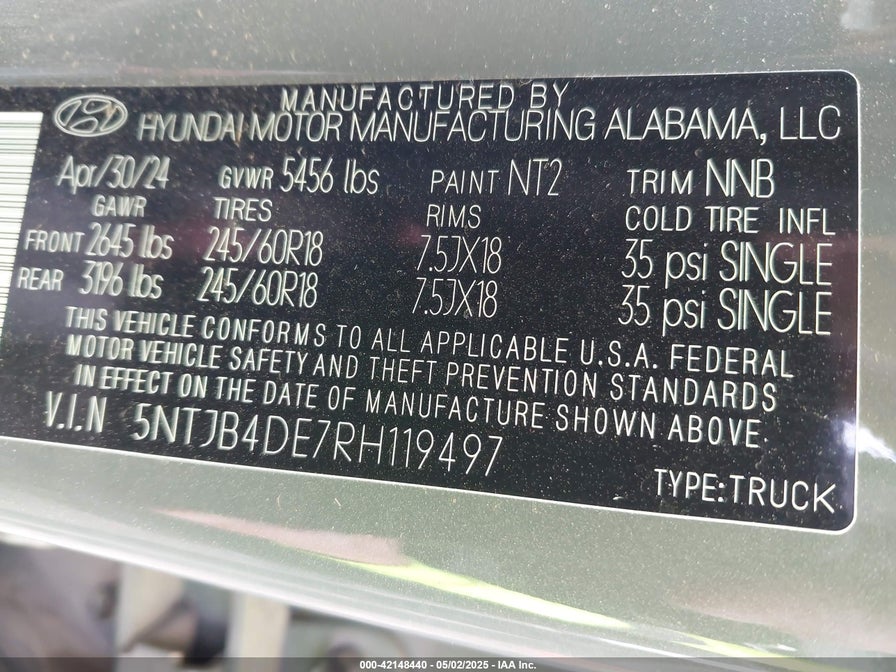 MANUFACTURED BY
HYUNDAI MOTOR MANUFACTURING ALABAMA, LLC
Apr/30/24 GVWR 5456 lbs PAINT NT2 TRIM NNB
GAWR TIRES RIMS COLD TIRE INFL
FRONT 2645 lbs 245/60R18 7.5JX18 35 psi SINGLE
REAR 3196 lbs 245/60R18 7.5JX18 35 psi SINGLE
THIS VEHICLE CONFORMS TO ALL APPLICABLE U.S.A. FEDERAL
MOTOR VEHICLE SAFETY AND THEFT PREVENTION STANDARDS
IN EFFECT ON THE DATE OF MANUFACTURE SHOWN ABOVE.
V.I.N 5NTJB4DE7RH119497
TYPE:TRUCK
000-42148440 — 05/02/2025 - IAA Inc.